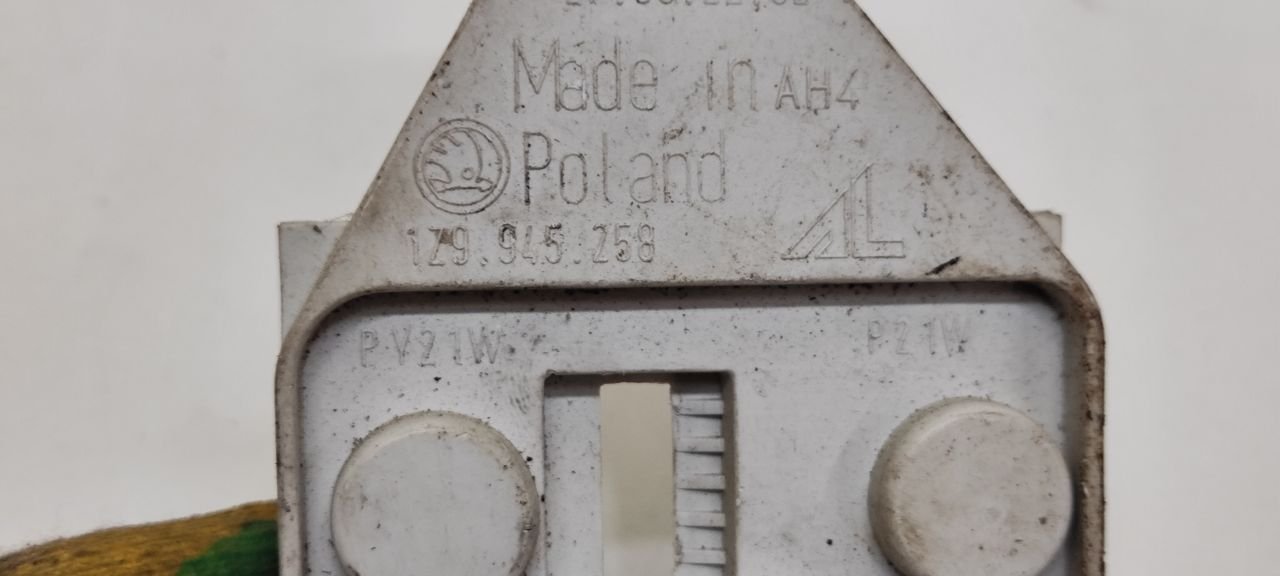 Made in AH4
Poland
1Z9.945.258
PY21W
P21W